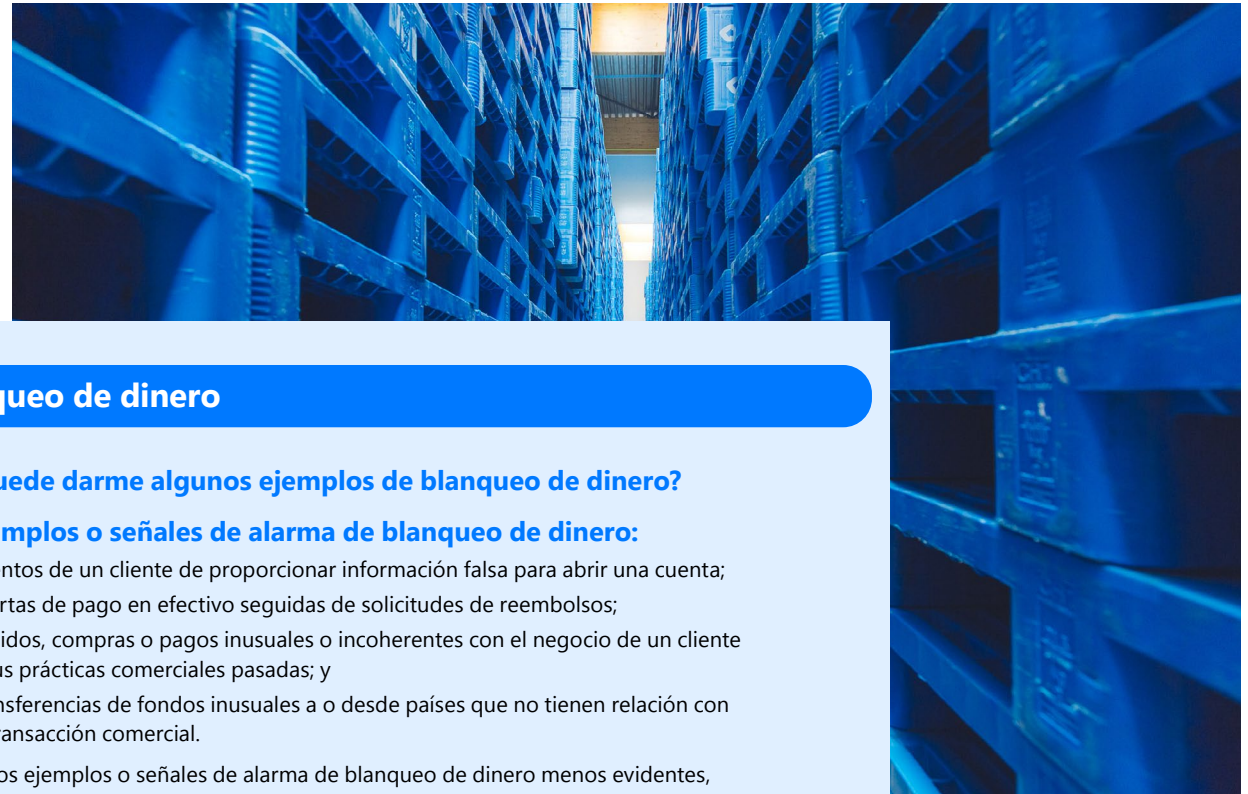 queo de dinero
uede darme algunos ejemplos de blanqueo de dinero?
mplos o señales de alarma de blanqueo de dinero:
entos de un cliente de proporcionar información falsa para abrir una cuenta;
rtas de pago en efectivo seguidas de solicitudes de reembolsos;
idos, compras o pagos inusuales o incoherentes con el negocio de un cliente
us prácticas comerciales pasadas; y
nsferencias de fondos inusuales a o desde países que no tienen relación con
ransacción comercial.
os ejemplos o señales de alarma de blanqueo de dinero menos evidentes,